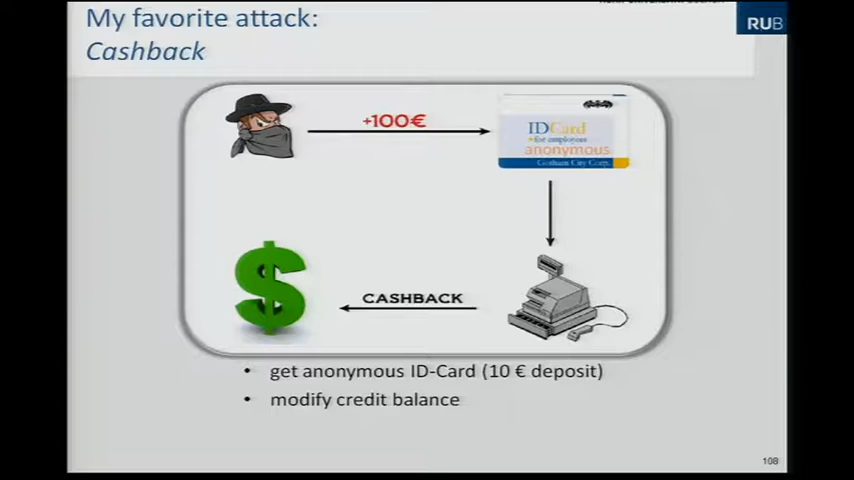 My favorite attack:
Cashback
RUB
+100€
IDCard
for employees
anonymous
Gotham City Corp.
CASHBACK
• get anonymous ID-Card (10 € deposit)
• modify credit balance
108